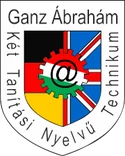 Ganz Ábrahám
@
Két Tanítási Nyelvű Technikum